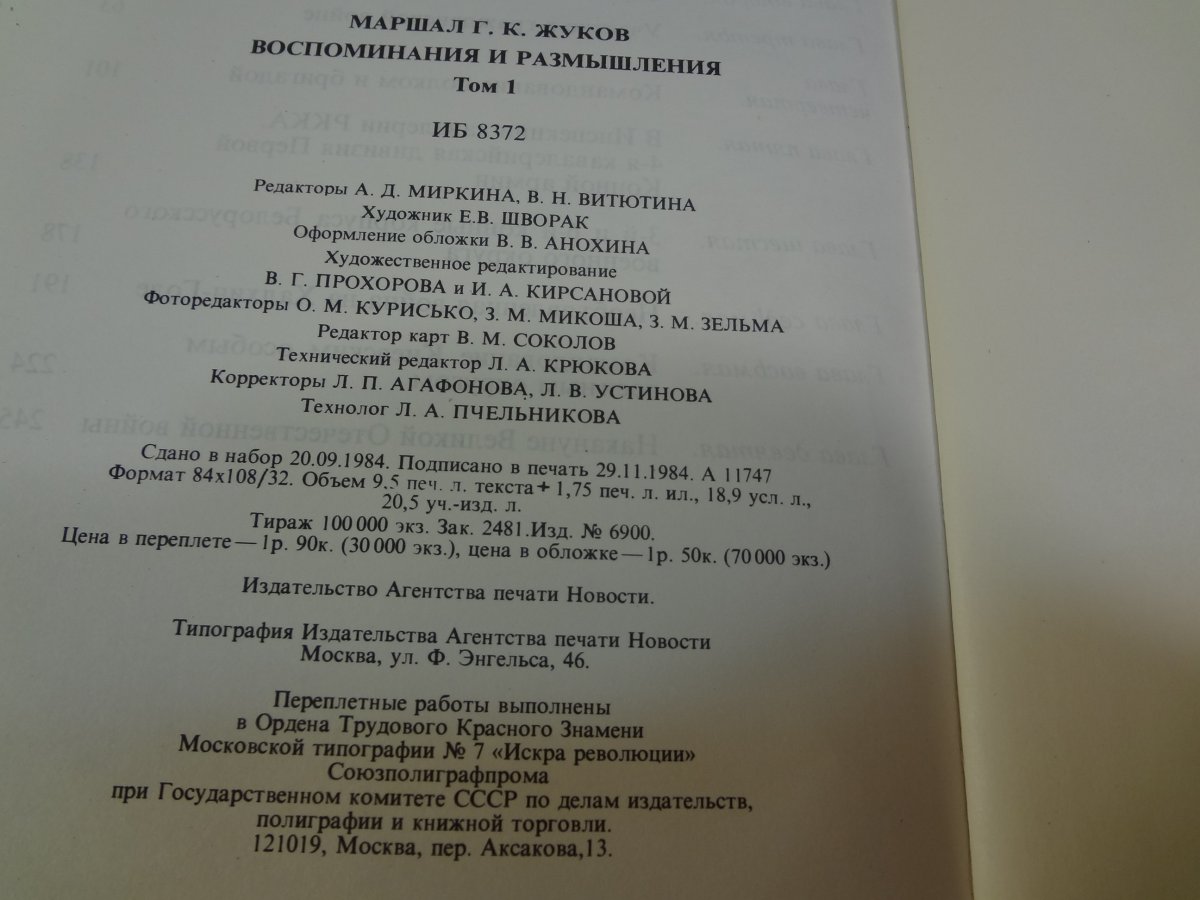 МАРШАЛ Г. К. ЖУКОВ
ВОСПОМИНАНИЯ И РАЗМЫШЛЕНИЯ
Том 1
ИБ 8372
Редакторы А. Д. МИРКИНА, В. Н. ВИТЮТИНА
Художник Е.В. ШВОРАК
Оформление обложки В. В. АНОХИНА
Художественное редактирование
В. Г. ПРОХОРОВА и И. А. КИРСАНОВОЙ
Фоторедакторы О. М. КУРИСЬКО, З. М. МИКОША, З. М. ЗЕЛЬМА
Редактор карт В. М. СОКОЛОВ
Технический редактор Л. А. КРЮКОВА
Корректоры Л. П. АГАФОНОВА, Л. В. УСТИНОВА
Технолог Л. А. ПЧЕЛЬНИКОВА
Сдано в набор 20.09.1984. Подписано в печать 29.11.1984. А 11747
Формат 84х108/32. Объем 9,5 печ. л. текста+ 1,75 печ. л. ил., 18,9 усл. л.,
20,5 уч.-изд. л.
Тираж 100 000 экз. Зак. 2481.Изд. № 6900.
Цена в переплете—1р. 90к. (30 000 экз.), цена в обложке—1р. 50к. (70 000 экз.)
Издательство Агентства печати Новости.
Типография Издательства Агентства печати Новости
Москва, ул. Ф. Энгельса, 46.
Переплетные работы выполнены
в Ордена Трудового Красного Знамени
Московской типографии № 7 «Искра революции»
Союзполиграфпрома
при Государственном комитете СССР по делам издательств,
полиграфии и книжной торговли.
121019, Москва, пер. Аксакова,13.